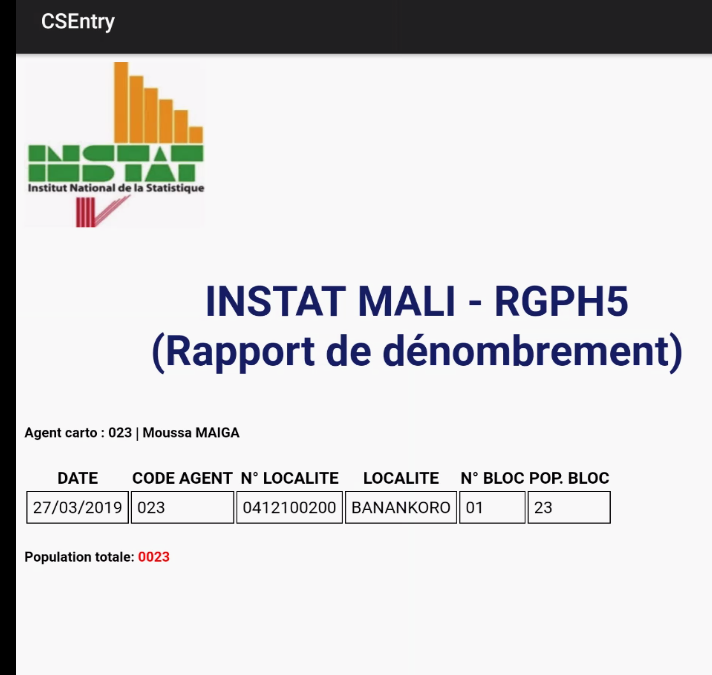 CSEntry
INSTAT
Institut National de la Statistique
INSTAT MALI - RGPH5
(Rapport de dénombrement)
Agent carto : 023 | Moussa MAIGA
DATE CODE AGENT N° LOCALITE LOCALITE N° BLOC POP. BLOC
27/03/2019 023 0412100200 BANANKORO 01 23
Population totale: 0023